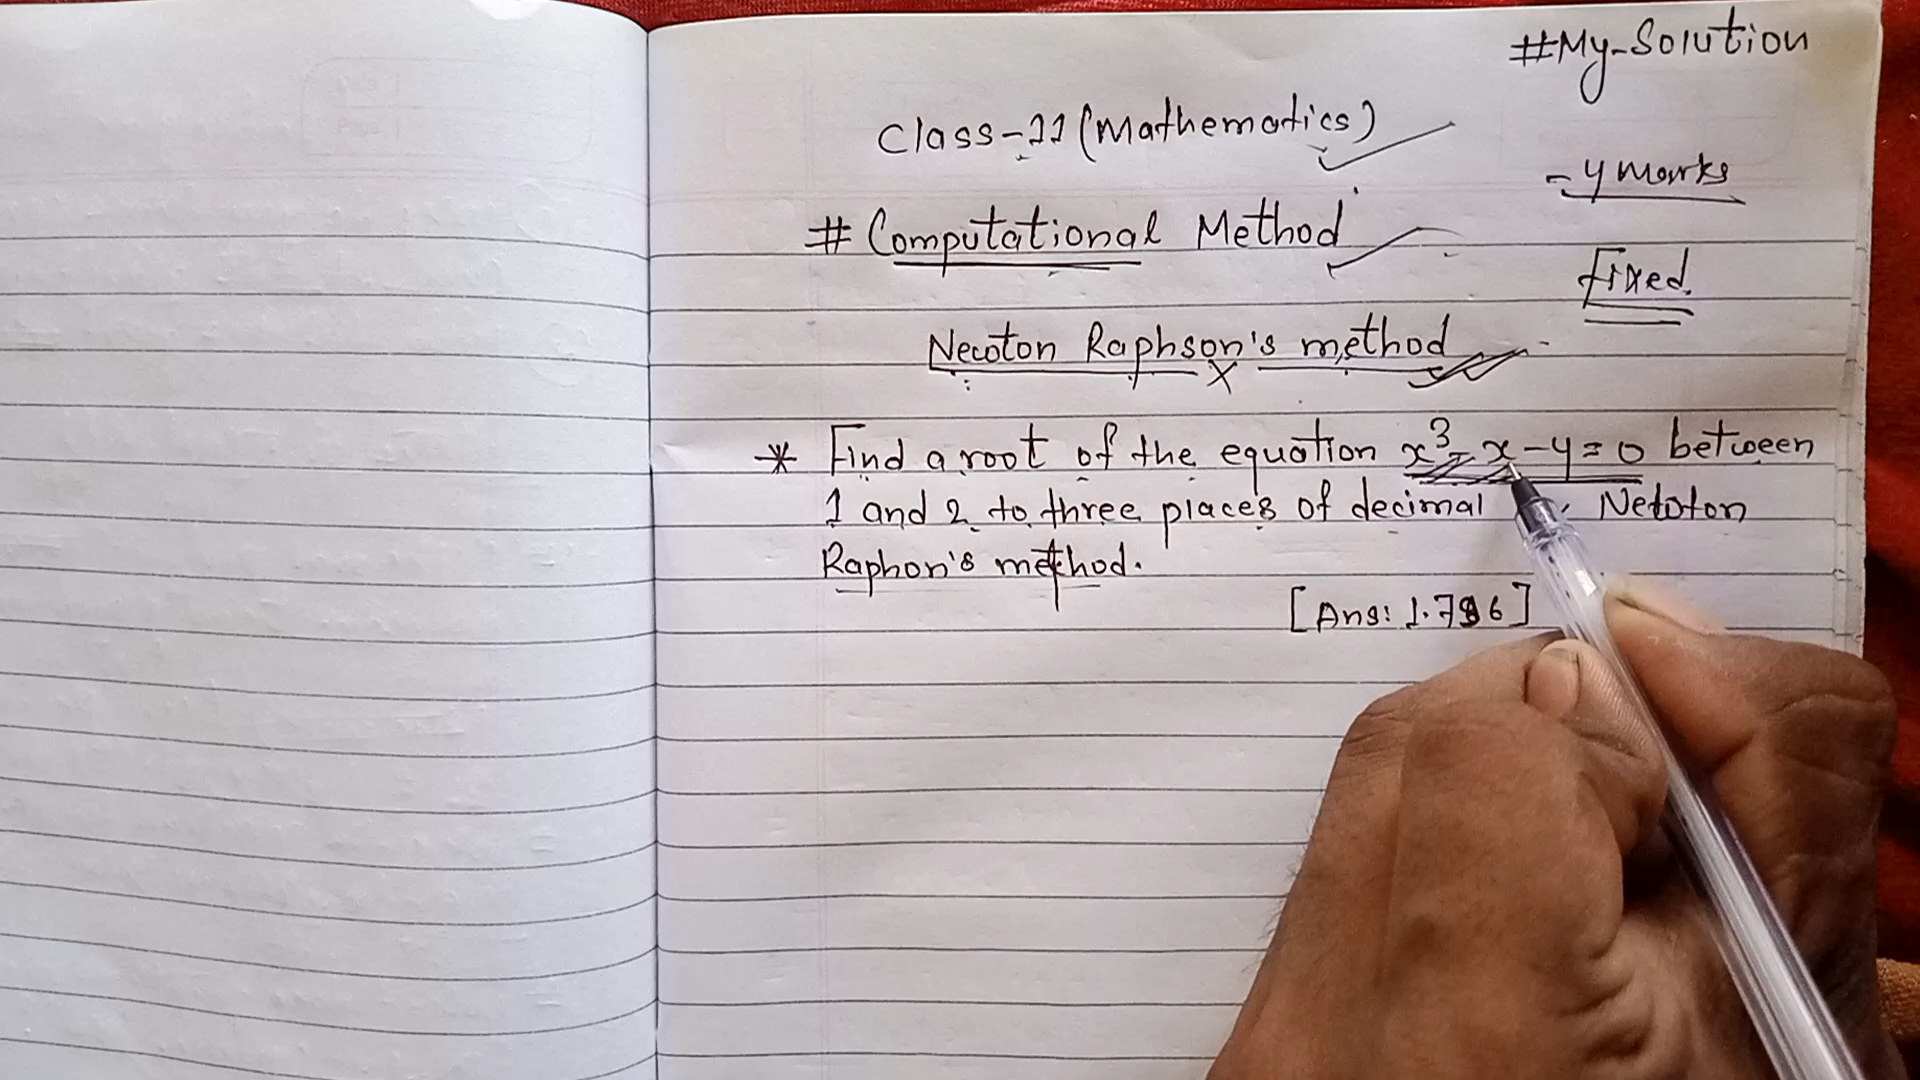 #My-Solution
Class-11 (Mathematics)
- 4 marks
# Computational Method
Fixed.
Newton Raphson's method
* Find a root of the equation x³-x-4=0 between
1 and 2 to three places of decimal Newton
Raphon's method.
[Ans: 1.796]